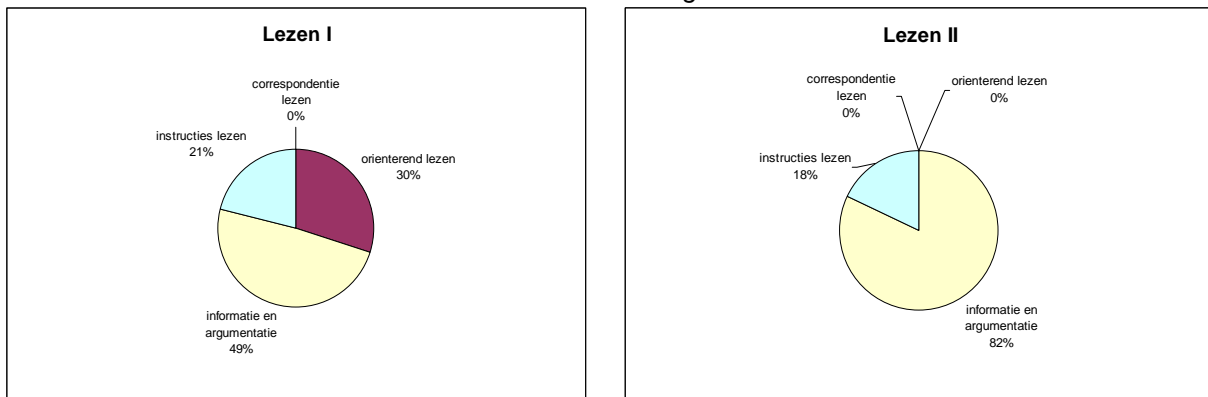 Lezen I
correspondentie
lezen
0%
instructies lezen
21%
orienterend lezen
30%
informatie en
argumentatie
49%
Lezen II
correspondentie
lezen
0%
orienterend lezen
0%
instructies lezen
18%
informatie en
argumentatie
82%